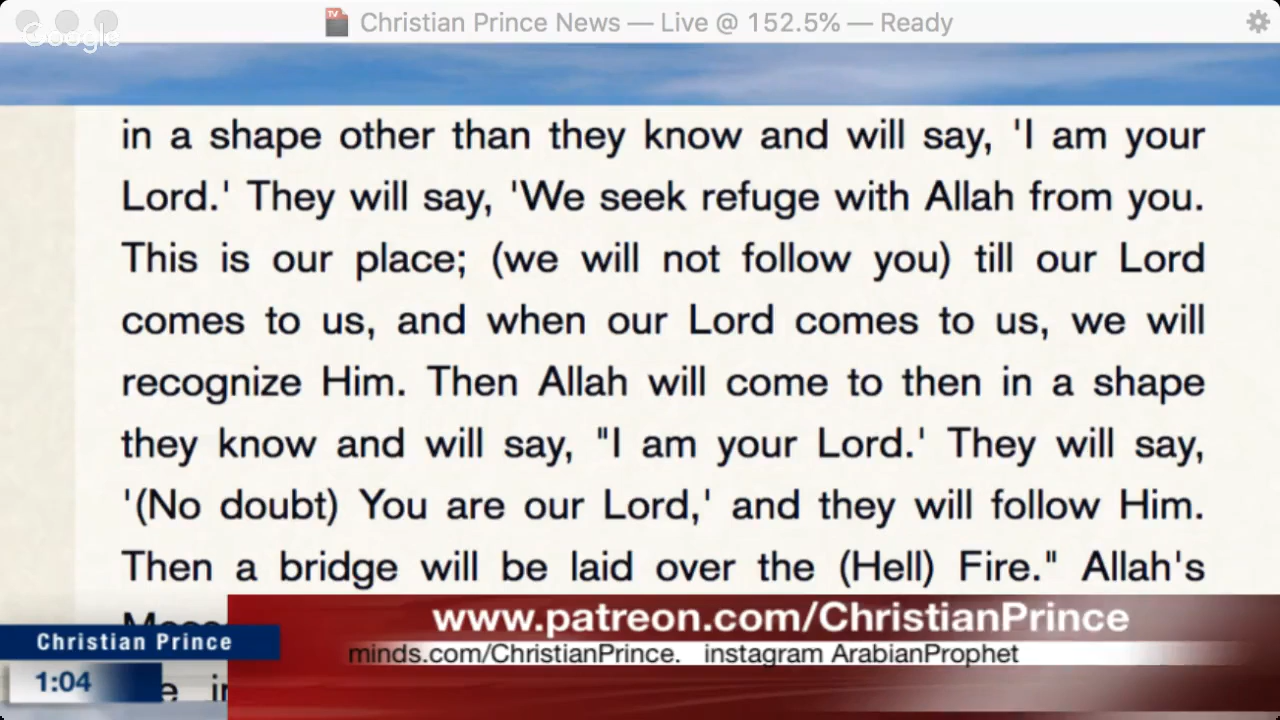 Christian Prince News — Live @ 152.5% — Ready
TV
Google
in a shape other than they know and will say, 'I am your
Lord.' They will say, 'We seek refuge with Allah from you.
This is our place; (we will not follow you) till our Lord
comes to us, and when our Lord comes to us, we will
recognize Him. Then Allah will come to then in a shape
they know and will say, "I am your Lord.' They will say,
'(No doubt) You are our Lord,' and they will follow Him.
Then a bridge will be laid over the (Hell) Fire." Allah's
www.patreon.com/ChristianPrince
Christian Prince
minds.com/ChristianPrince. instagram ArabianProphet
1:04